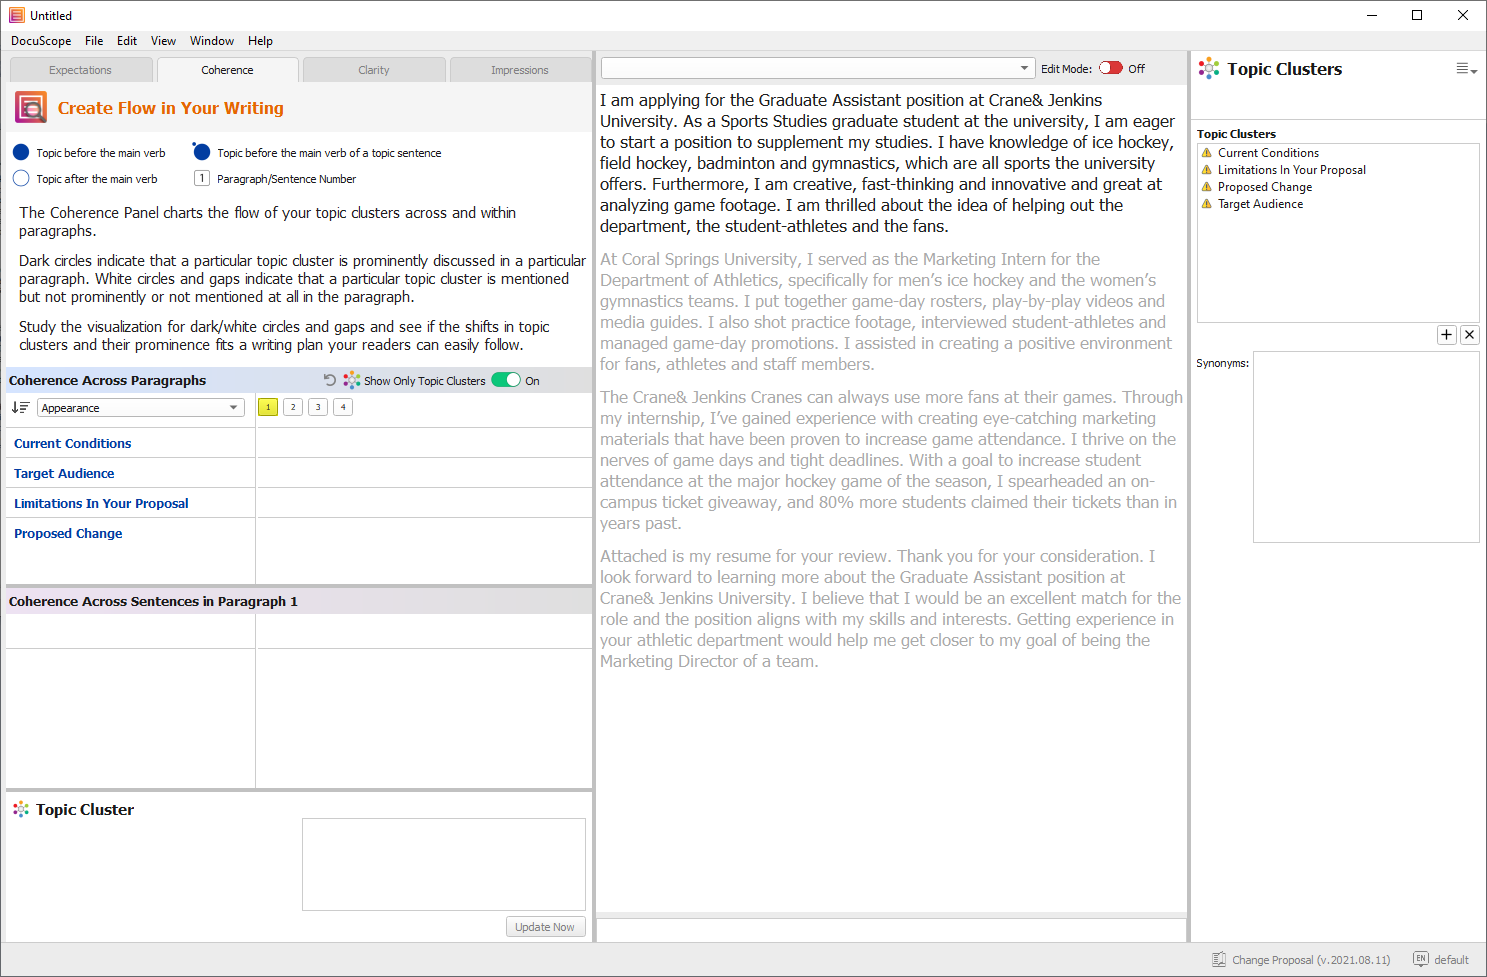 Untitled
DocuScope File Edit View Window Help
Expectations Coherence Clarity Impressions
Create Flow in Your Writing
Topic before the main verb
Topic before the main verb of a topic sentence
Topic after the main verb
1 Paragraph/Sentence Number
The Coherence Panel charts the flow of your topic clusters across and within
paragraphs.
Dark circles indicate that a particular topic cluster is prominently discussed in a particular
paragraph. White circles and gaps indicate that a particular topic cluster is mentioned
but not prominently or not mentioned at all in the paragraph.
Study the visualization for dark/white circles and gaps and see if the shifts in topic
clusters and their prominence fits a writing plan your readers can easily follow.
Coherence Across Paragraphs Show Only Topic Clusters On
Appearance 1 2 3 4
Current Conditions
Target Audience
Limitations In Your Proposal
Proposed Change
Coherence Across Sentences in Paragraph 1
Topic Cluster
Update Now
Edit Mode: Off
I am applying for the Graduate Assistant position at Crane& Jenkins
University. As a Sports Studies graduate student at the university, I am eager
to start a position to supplement my studies. I have knowledge of ice hockey,
field hockey, badminton and gymnastics, which are all sports the university
offers. Furthermore, I am creative, fast-thinking and innovative and great at
analyzing game footage. I am thrilled about the idea of helping out the
department, the student-athletes and the fans.
At Coral Springs University, I served as the Marketing Intern for the
Department of Athletics, specifically for men’s ice hockey and the women’s
gymnastics teams. I put together game-day rosters, play-by-play videos and
media guides. I also shot practice footage, interviewed student-athletes and
managed game-day promotions. I assisted in creating a positive environment
for fans, athletes and staff members.
The Crane& Jenkins Cranes can always use more fans at their games. Through
my internship, I’ve gained experience with creating eye-catching marketing
materials that have been proven to increase game attendance. I thrive on the
nerves of game days and tight deadlines. With a goal to increase student
attendance at the major hockey game of the season, I spearheaded an on-
campus ticket giveaway, and 80% more students claimed their tickets than in
years past.
Attached is my resume for your review. Thank you for your consideration. I
look forward to learning more about the Graduate Assistant position at
Crane& Jenkins University. I believe that I would be an excellent match for the
role and the position aligns with my skills and interests. Getting experience in
your athletic department would help me get closer to my goal of being the
Marketing Director of a team.
Topic Clusters
Topic Clusters
Current Conditions
Limitations In Your Proposal
Proposed Change
Target Audience
Synonyms:
Change Proposal (v.2021.08.11) EN default